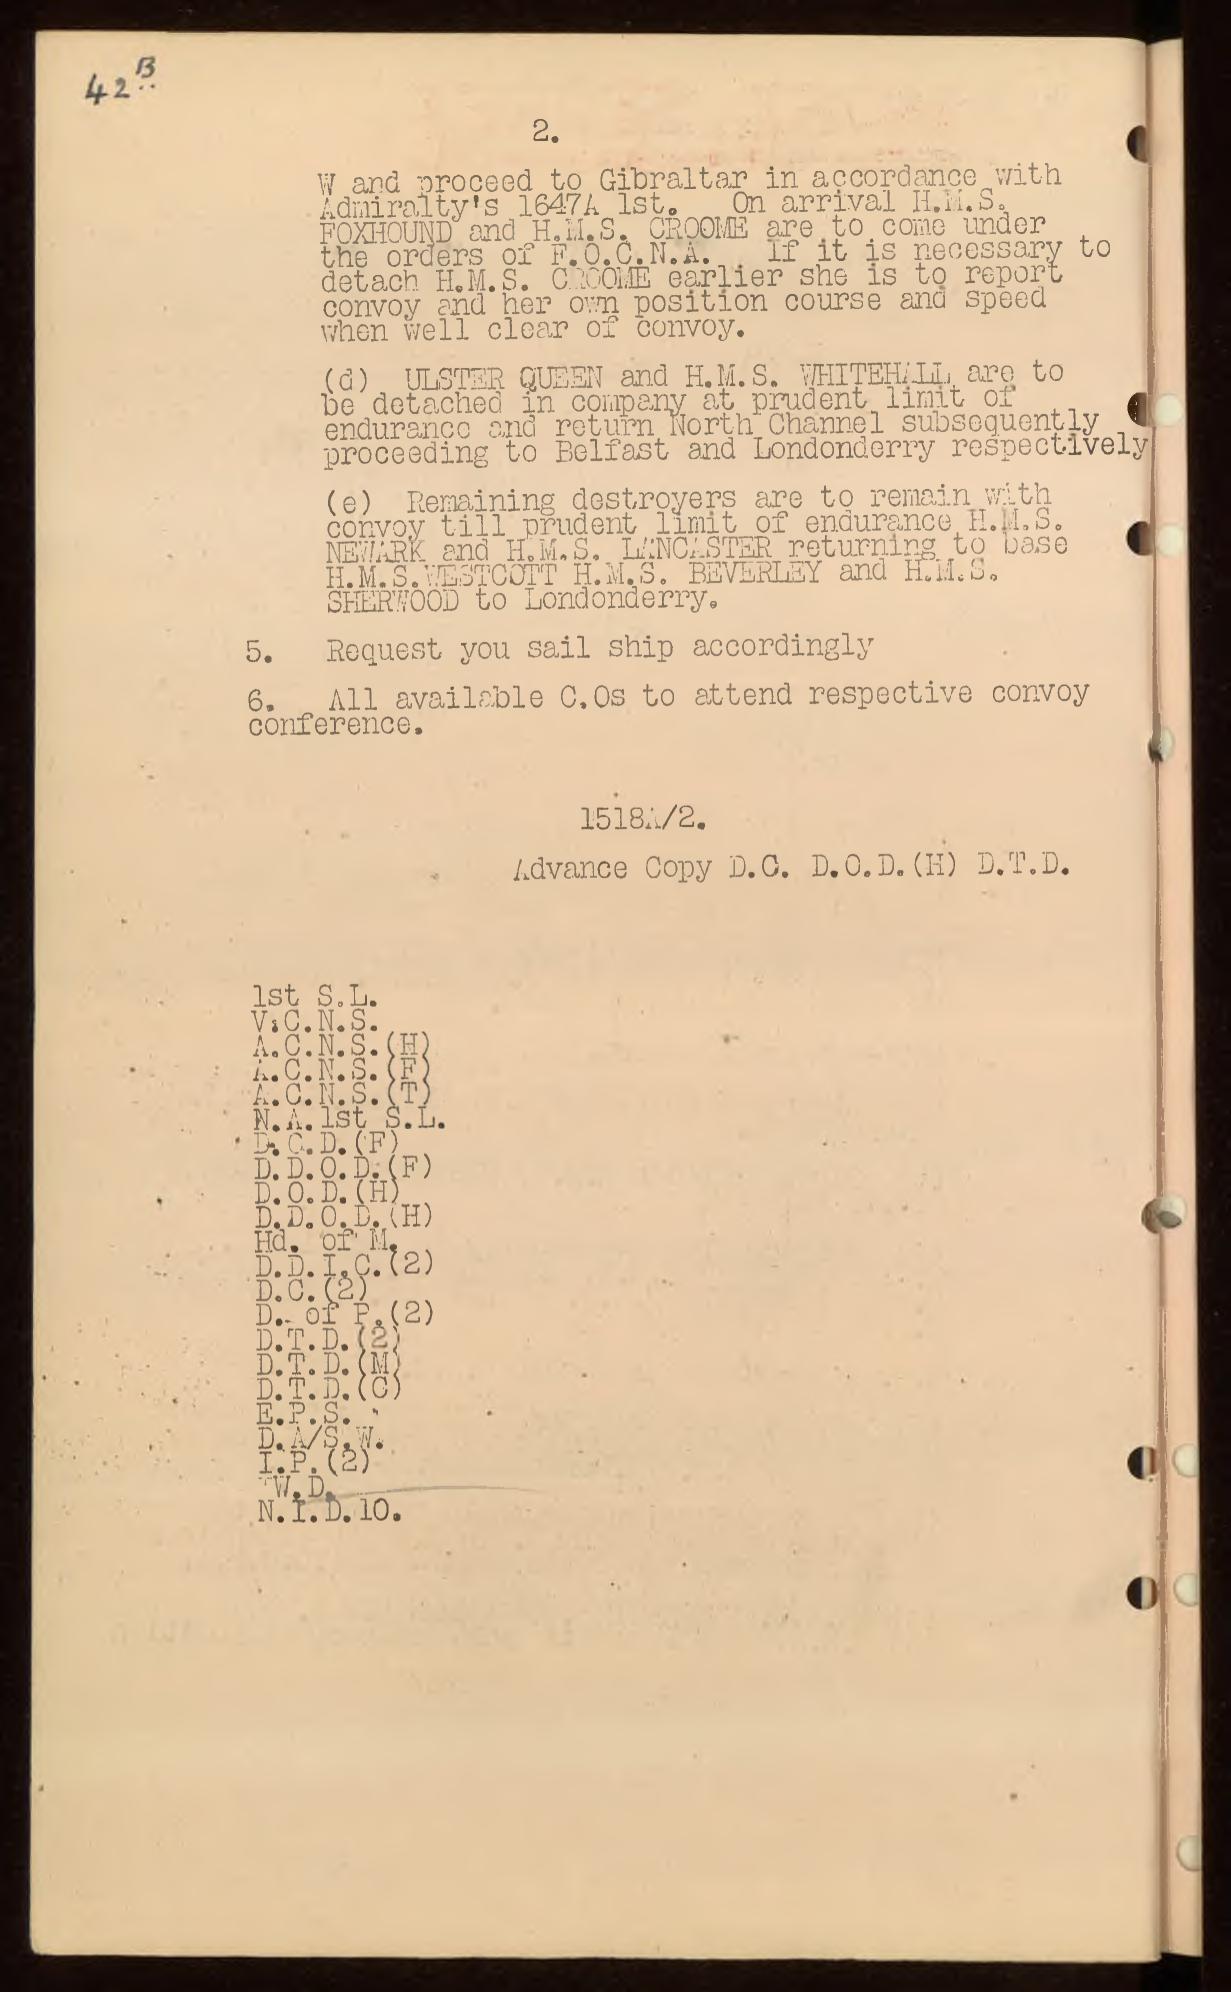 42 B
2.
W and proceed to Gibraltar in accordance with
Admiralty's 1647A 1st. On arrival H.M.S.
FOXHOUND and H.M.S. CROOME are to come under
the orders of F.O.C.N.A. If it is necessary to
detach H.M.S. CROOME earlier she is to report
convoy and her own position course and speed
when well clear of convoy.
(d) ULSTER QUEEN and H.M.S. WHITEHALL are to
be detached in company at prudent limit of
endurance and return North Channel subsequently
proceeding to Belfast and Londonderry respectively
(e) Remaining destroyers are to remain with
convoy till prudent limit of endurance H.M.S.
NEWARK and H.M.S. LANCASTER returning to base
H.M.S.WESTCOTT H.M.S. BEVERLEY and H.M.S.
SHERWOOD to Londonderry.
5. Request you sail ship accordingly
6. All available C.Os to attend respective convoy
conference.
1518A/2.
Advance Copy D.C. D.O.D.(H) D.T.D.
1st S.L.
V.C.N.S.
A.C.N.S.(H)
A.C.N.S.(F)
A.C.N.S.(T)
N.A.1st S.L.
D.O.D.(F)
D.D.O.D.(F)
D.O.D.(H)
D.D.O.D.(H)
Hd. of M.
D.D.I.C.(2)
D.C.(2)
D. of P.(2)
D.T.D.(2)
D.T.D.(M)
D.T.D.(C)
E.P.S.
D.A/S.W.
I.P.(2)
W.D.
N.I.D.10.